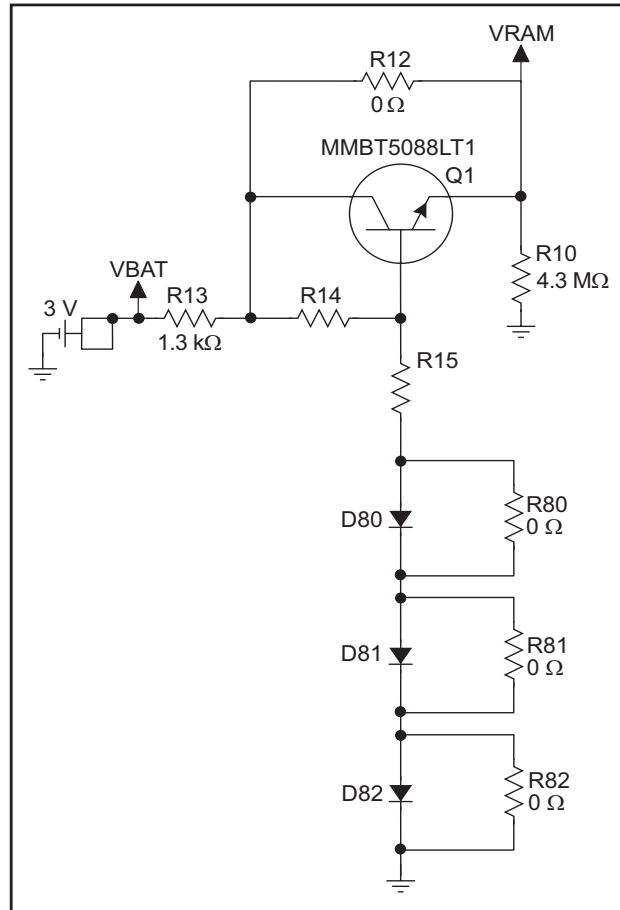 VRAM
R12
0 Ω
MMBT5088LT1
Q1
R10
4.3 MΩ
VBAT
3 V
R13
1.3 kΩ
R14
R15
D80
R80
0 Ω
D81
R81
0 Ω
D82
R82
0 Ω